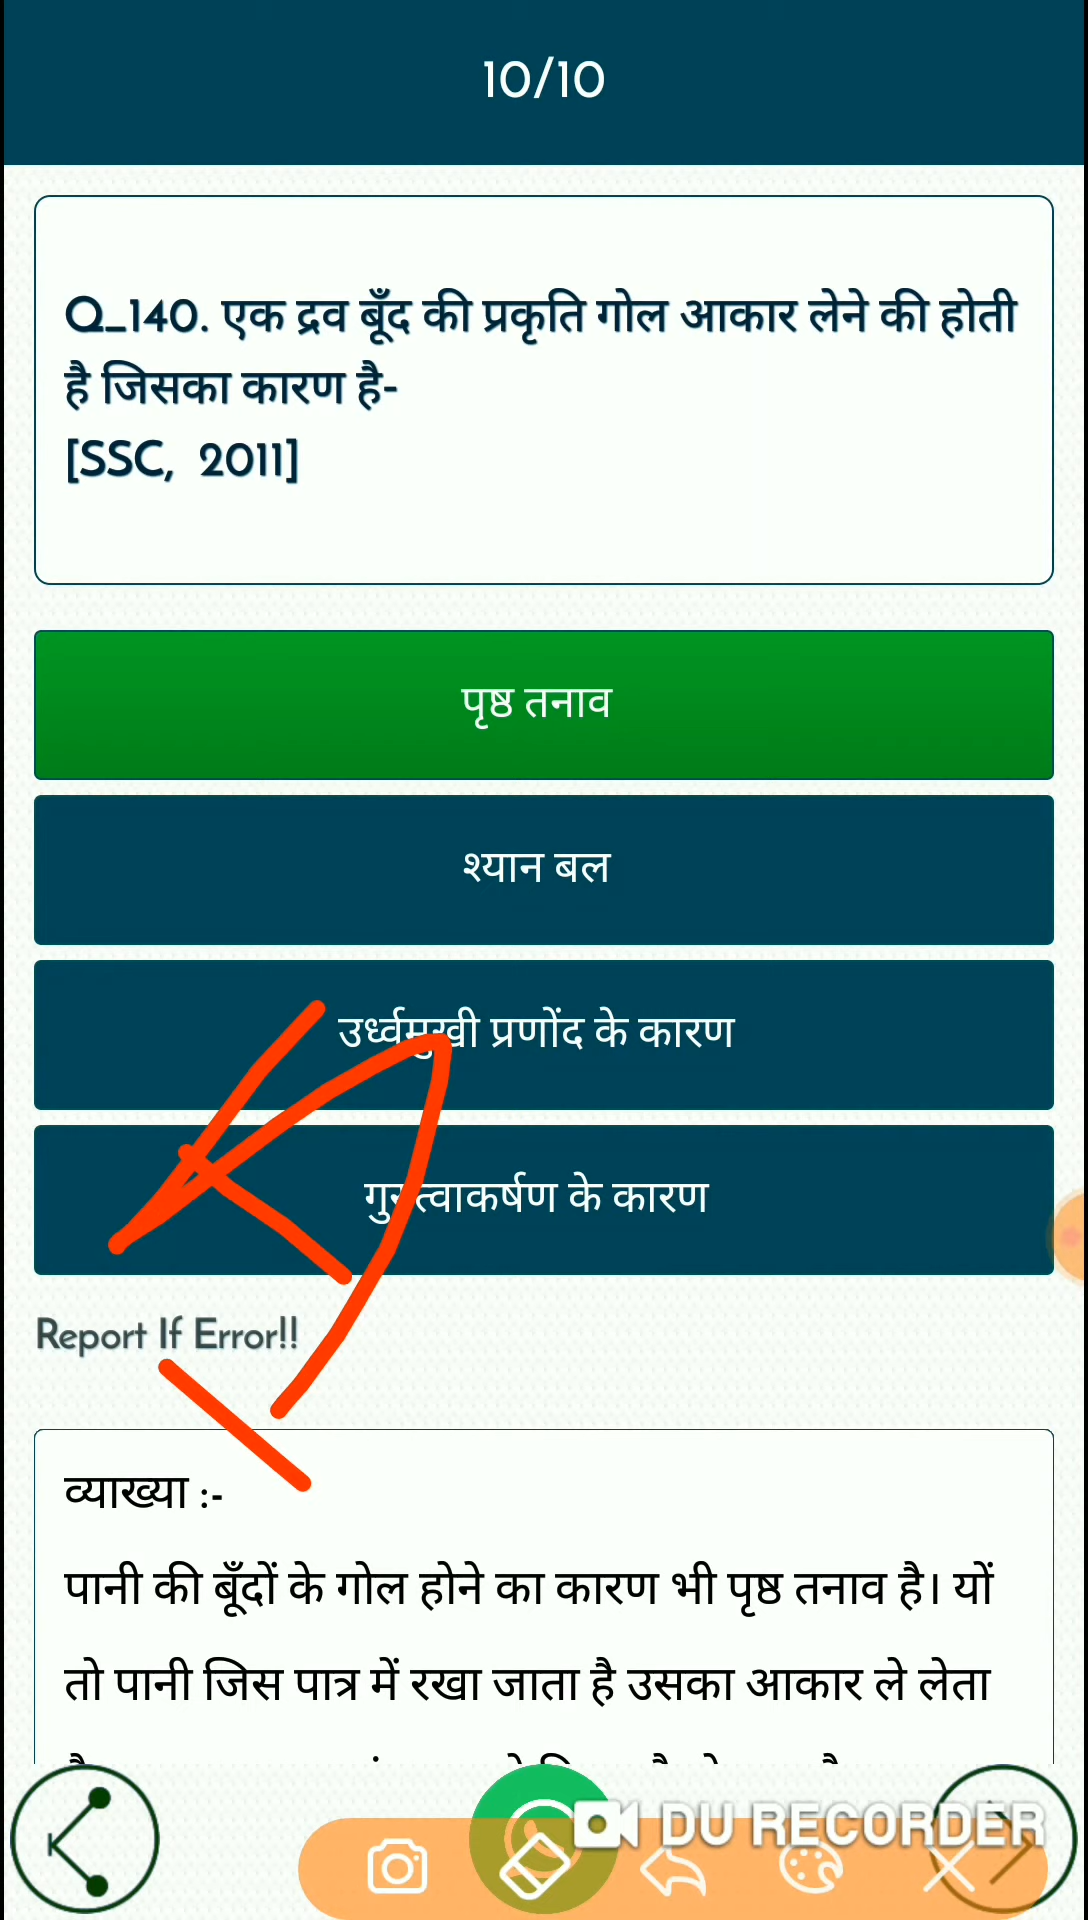 10/10
Q_140. एक द्रव बूँद की प्रकृति गोल आकार लेने की होती
है जिसका कारण है-
[SSC, 2011]
पृष्ठ तनाव
श्यान बल
उर्ध्वमुखी प्रणोंद के कारण
गुरुत्वाकर्षण के कारण
Report If Error!!
व्याख्या :-
पानी की बूँदों के गोल होने का कारण भी पृष्ठ तनाव है। यों
तो पानी जिस पात्र में रखा जाता है उसका आकार ले लेता
DU RECORDER